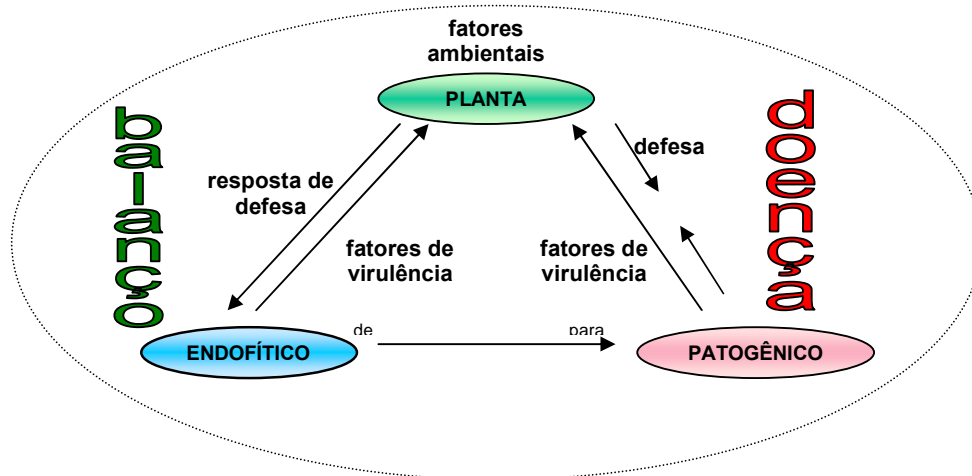 fatores
ambientais
PLANTA
balanço
doença
defesa
resposta de
defesa
fatores de
virulência
fatores de
virulência
de
para
ENDOFÍTICO
PATOGÊNICO